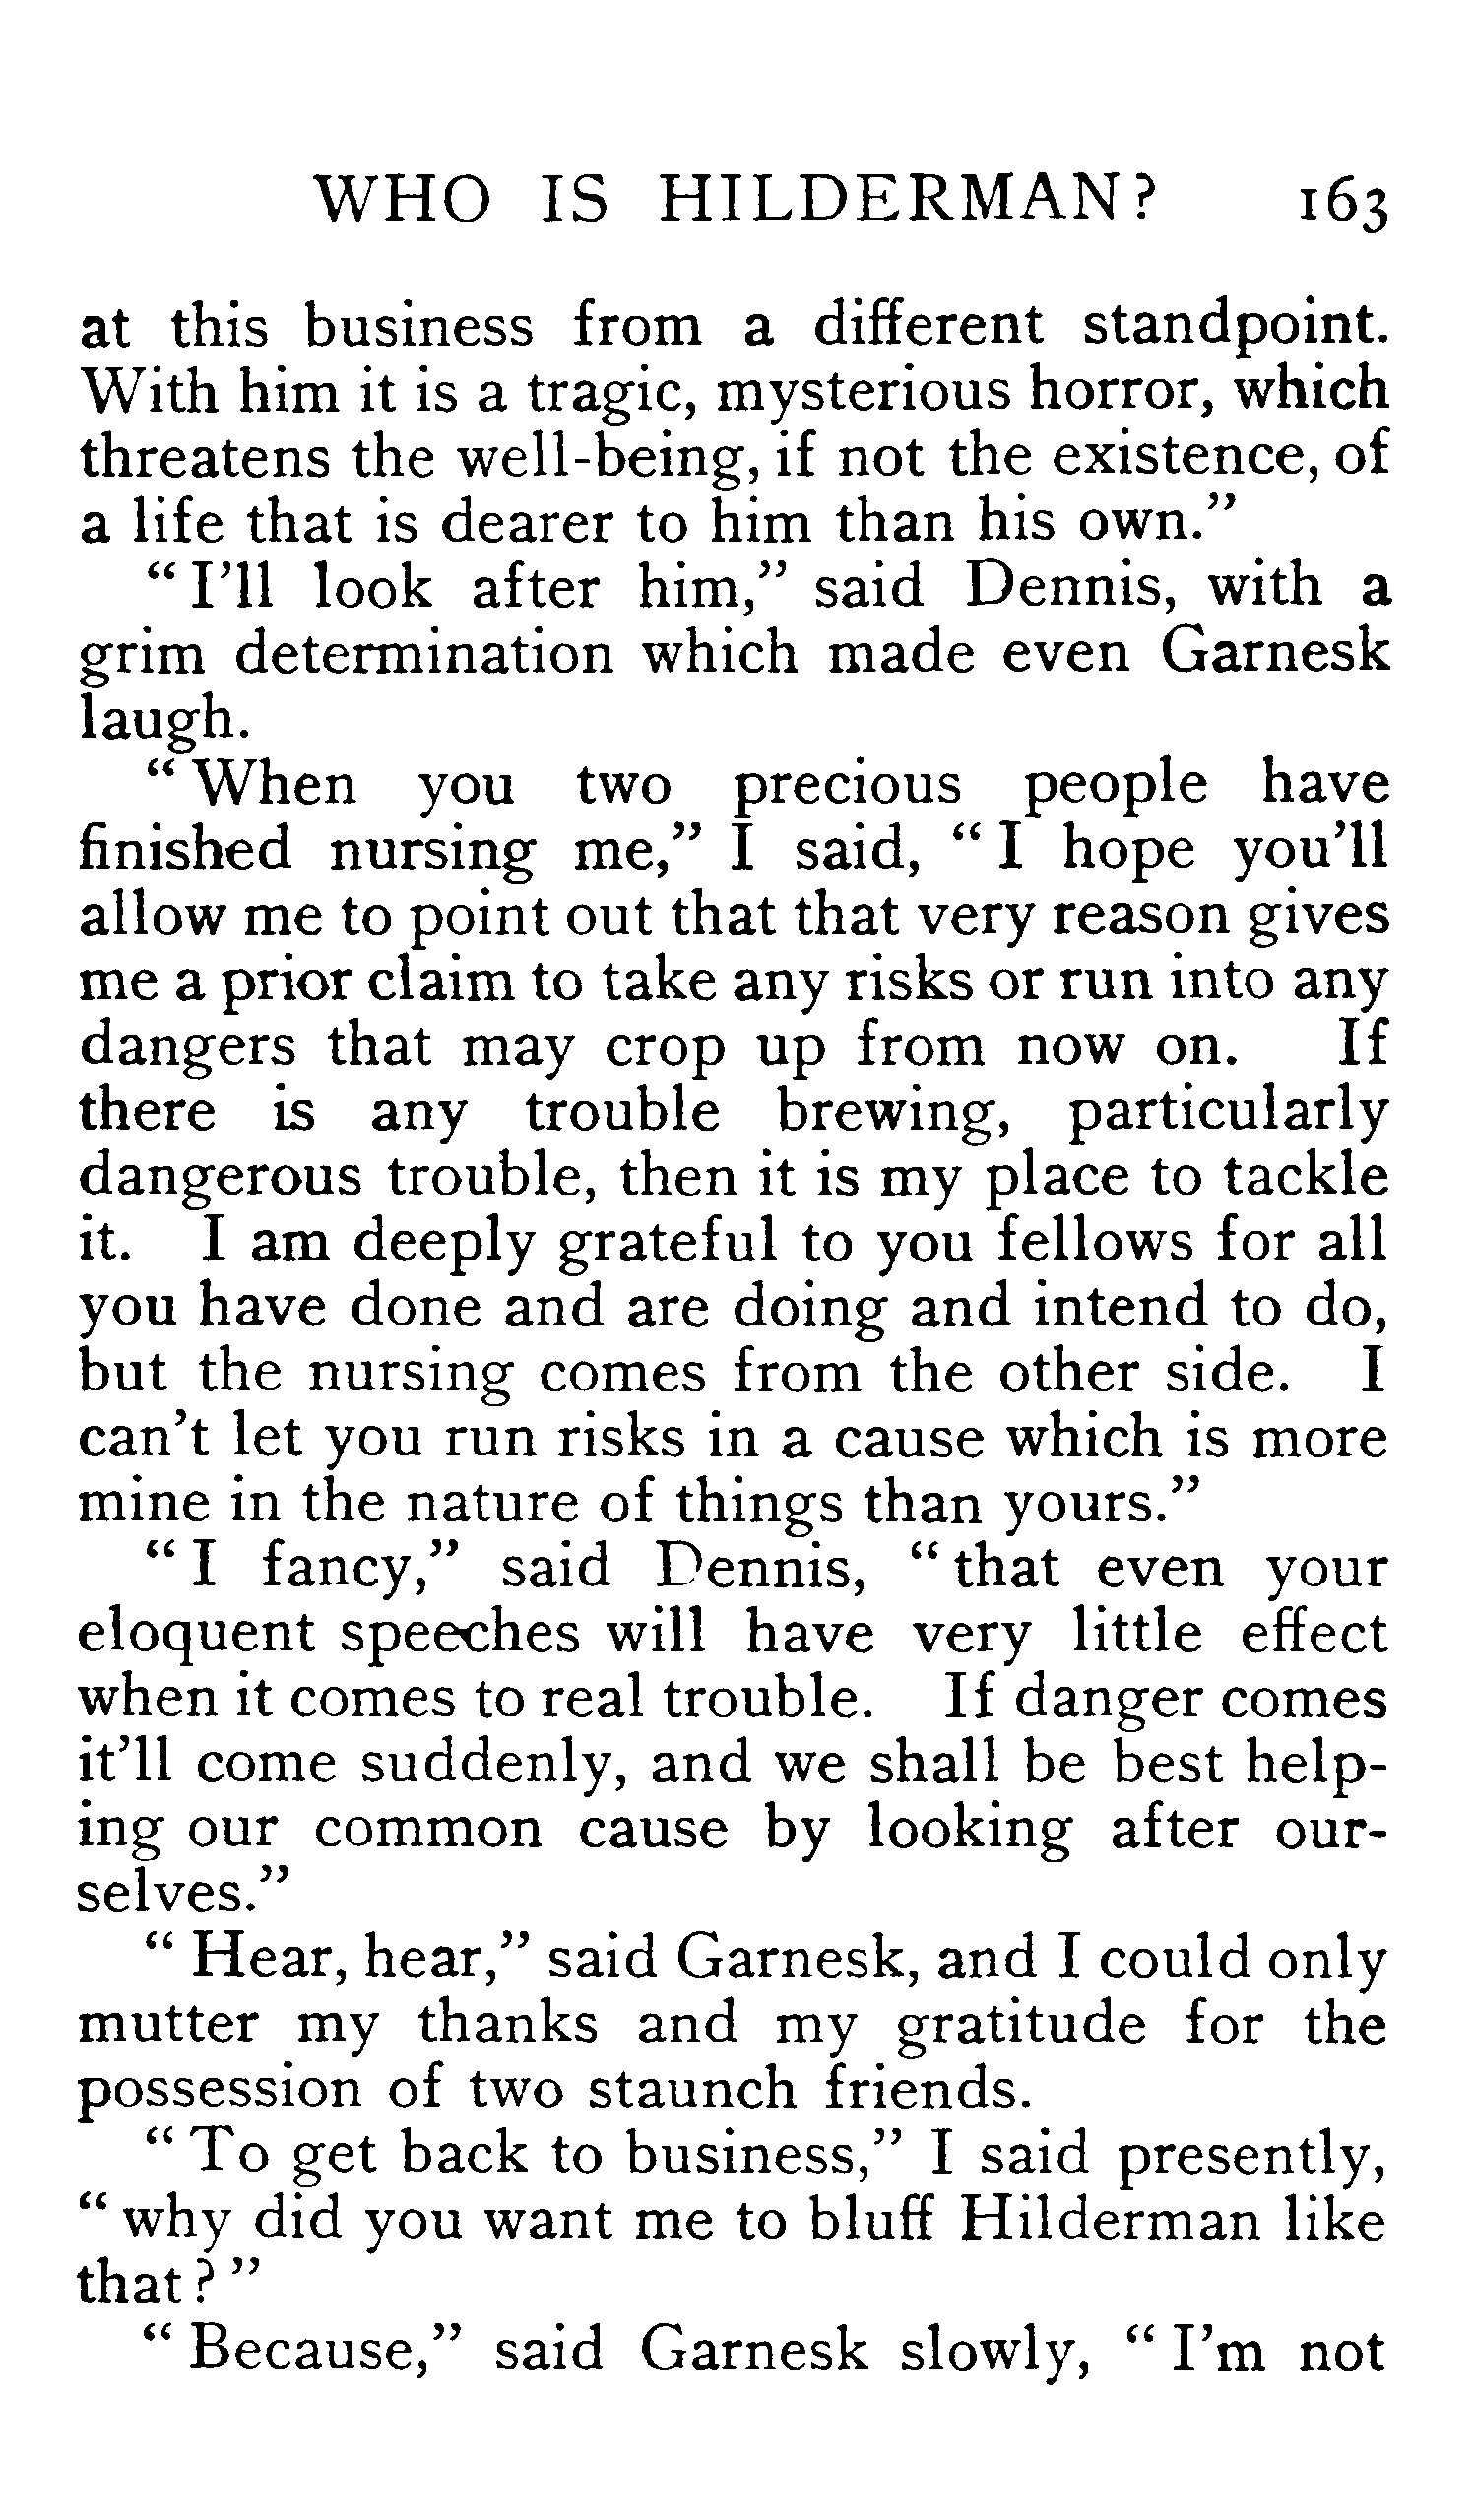 WHO IS HILDERMAN? 163
at this business from a different standpoint.
With him it is a tragic, mysterious horror, which
threatens the well-being, if not the existence, of
a life that is dearer to him than his own.”
“I’ll look after him,” said Dennis, with a
grim determination which made even Garnesk
laugh.
“When you two precious people have
finished nursing me,” I said, “I hope you’ll
allow me to point out that that very reason gives
me a prior claim to take any risks or run into any
dangers that may crop up from now on. If
there is any trouble brewing, particularly
dangerous trouble, then it is my place to tackle
it. I am deeply grateful to you fellows for all
you have done and are doing and intend to do,
but the nursing comes from the other side. I
can’t let you run risks in a cause which is more
mine in the nature of things than yours.”
“I fancy,” said Dennis, “that even your
eloquent speeches will have very little effect
when it comes to real trouble. If danger comes
it’ll come suddenly, and we shall be best help-
ing our common cause by looking after our-
selves.”
“Hear, hear,” said Garnesk, and I could only
mutter my thanks and my gratitude for the
possession of two staunch friends.
“To get back to business,” I said presently,
“why did you want me to bluff Hilderman like
that?”
“Because,” said Garnesk slowly, “I’m not